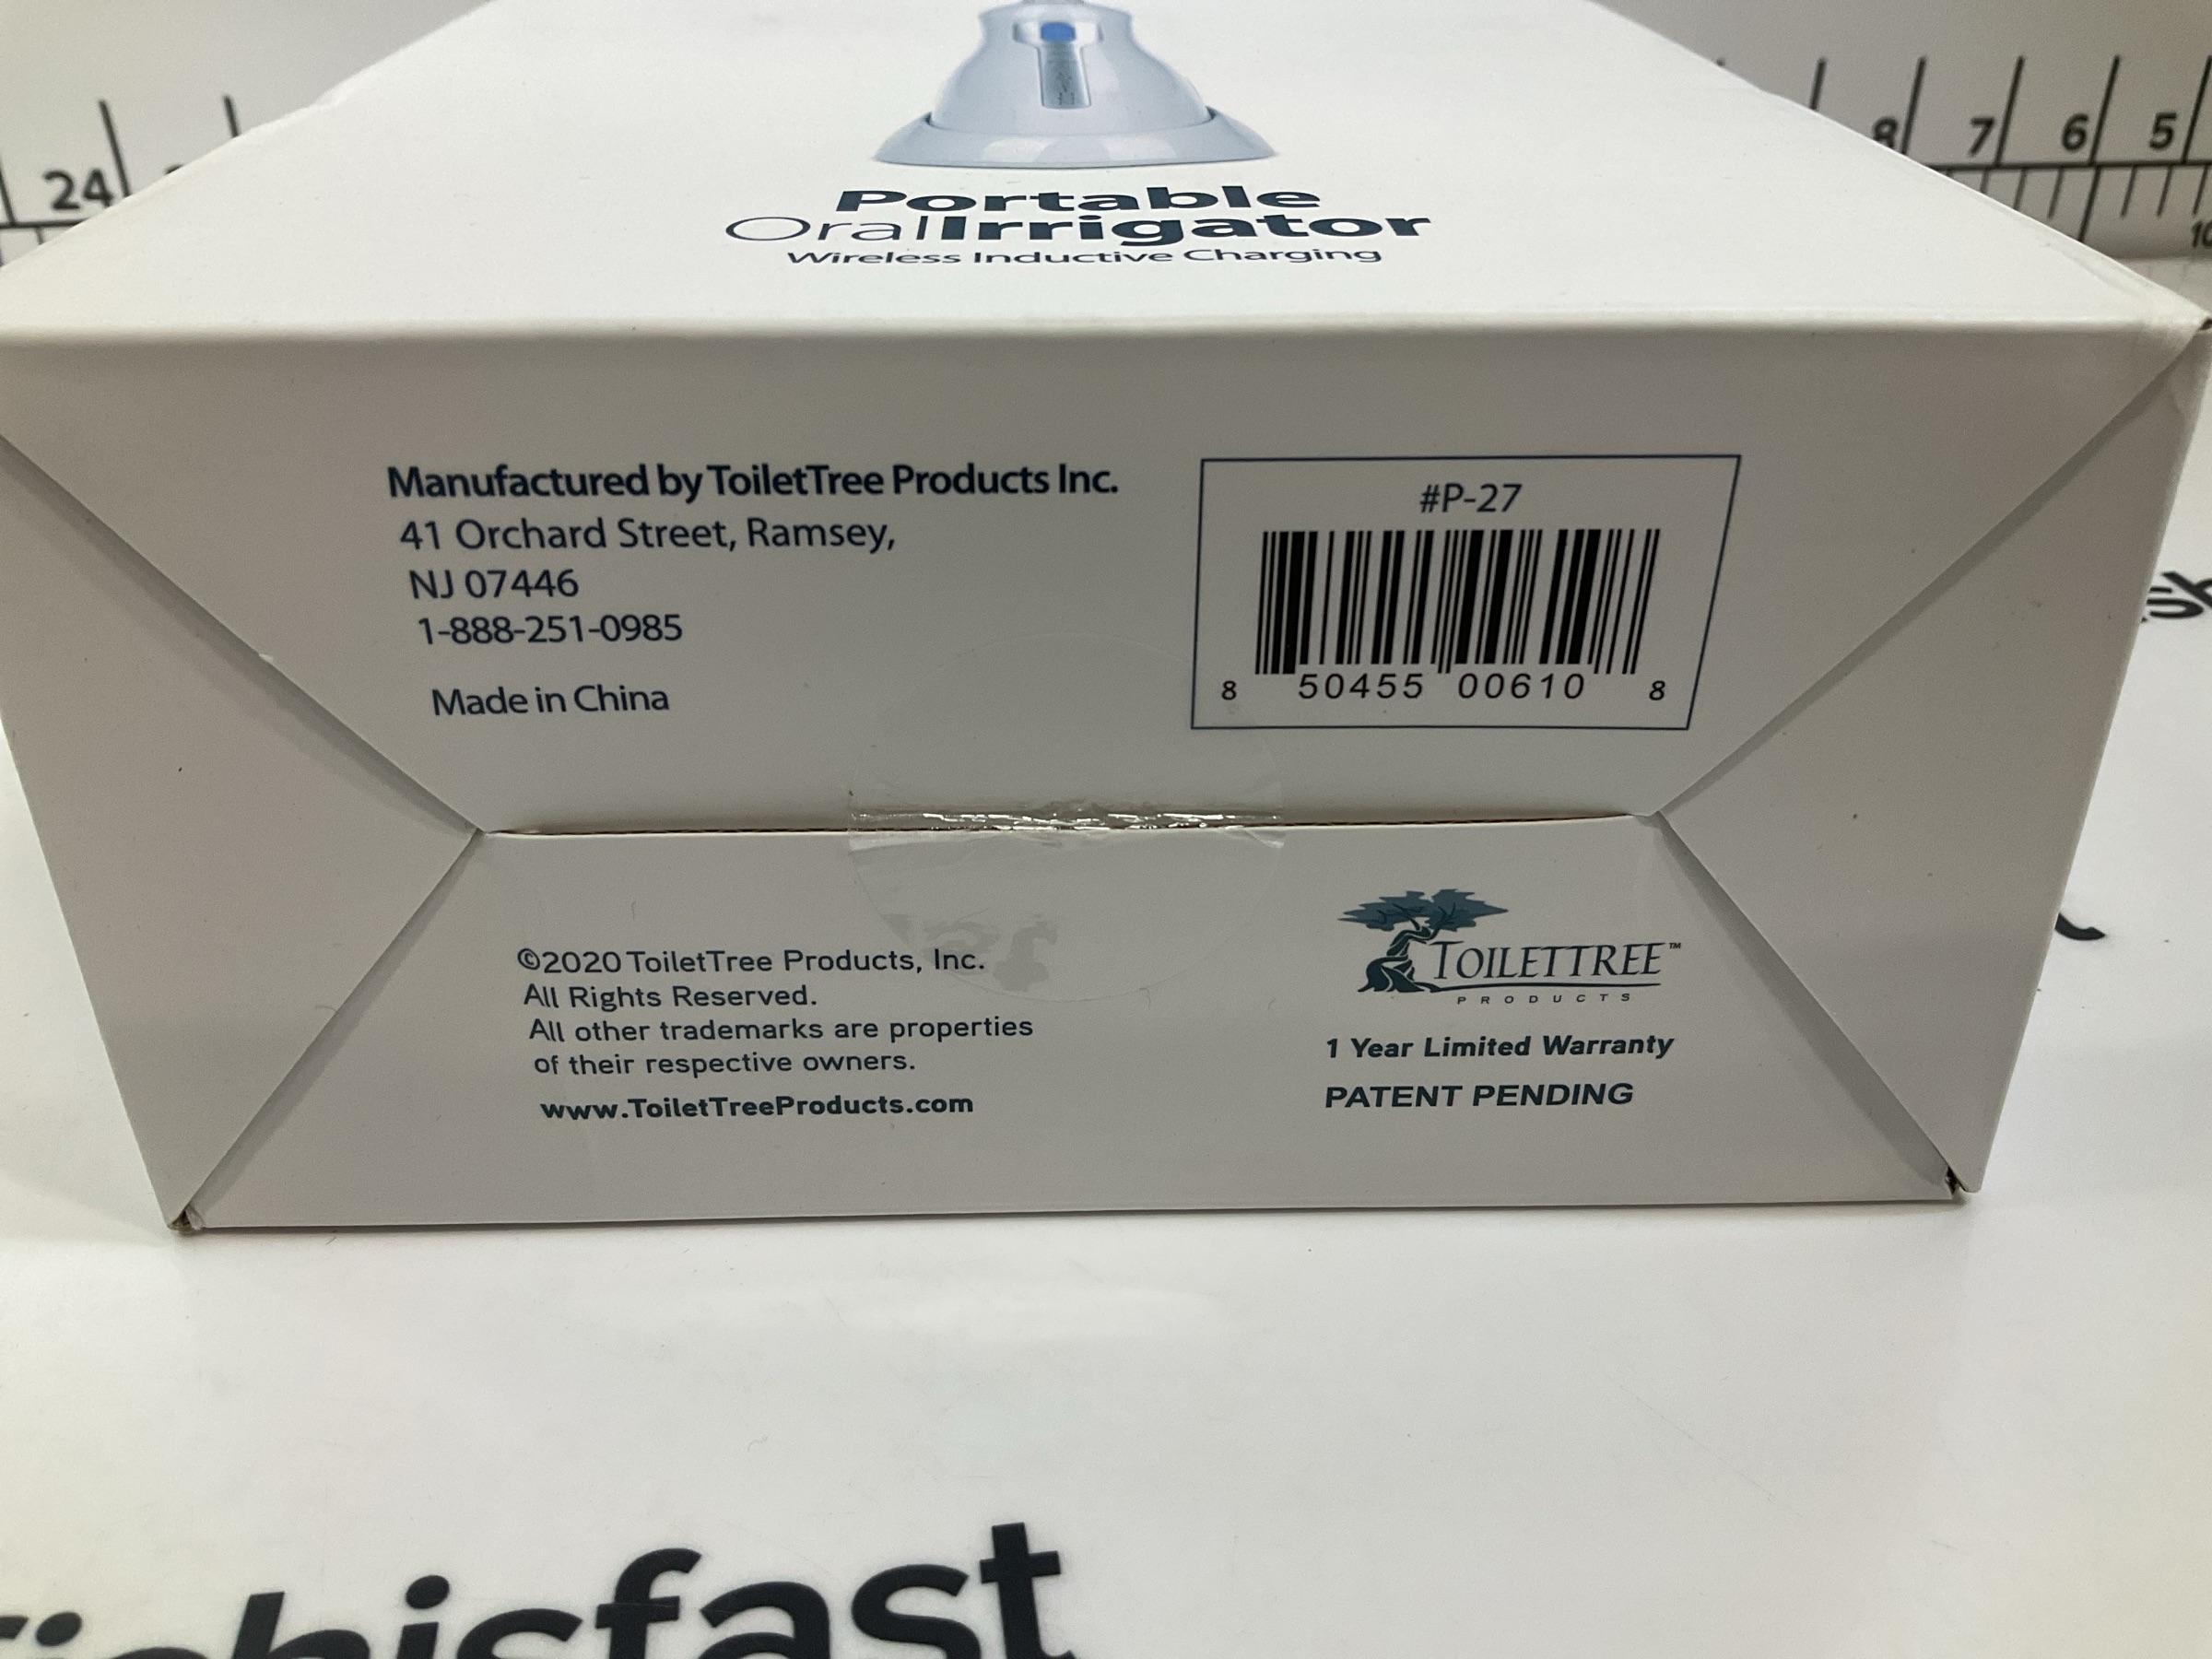 24
8 7 6 5
10
Portable
OralIrrigator
Wireless Inductive Charging
Manufactured by ToiletTree Products Inc.
41 Orchard Street, Ramsey,
NJ 07446
1-888-251-0985
Made in China
#P-27
8 50455 00610 8
©2020 ToiletTree Products, Inc.
All Rights Reserved.
All other trademarks are properties
of their respective owners.
www.ToiletTreeProducts.com
TOILETTREE™
PRODUCTS
1 Year Limited Warranty
PATENT PENDING